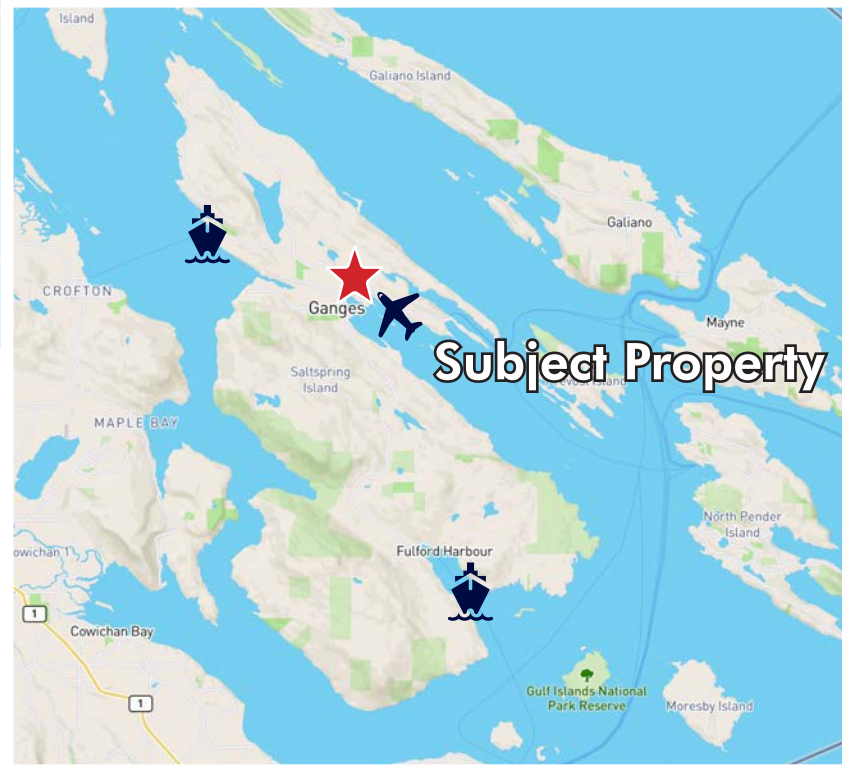 Island
Galiano Island
Galiano
CROFTON
Ganges
Mayne
Subject Property
Saltspring
Island
MAPLE BAY
North Pender
Island
Fulford Harbour
owichan 1
1
Cowichan Bay
1
Gulf Islands National
Park Reserve
Moresby Island